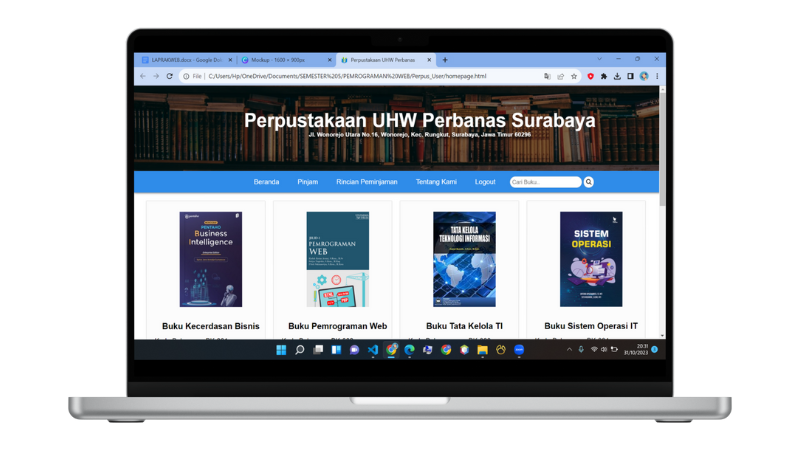 LAPRAKWEB.docx - Google Do
Mockup - 1600 × 900px
Perpustakaan UHW Perbanas
File | C:/Users/Hp/OneDrive/Documents/SEMESTER%205/PEMROGRAMAN%20WEB/Perpus_User/homepage.html
Perpustakaan UHW Perbanas Surabaya
Jl. Wonorejo Utara No.16, Wonorejo, Kec. Rungkut, Surabaya, Jawa Timur 60296
Beranda Pinjam Rincian Peminjaman Tentang Kami Logout Cari Buku..
Business
Intelligence
PEMROGRAMAN
WEB
TATA KELOLA
TEKNOLOGI INFORMASI
SISTEM
OPERASI
Buku Kecerdasan Bisnis
Buku Pemrograman Web
Buku Tata Kelola TI
Buku Sistem Operasi IT
20:31
31/10/2023